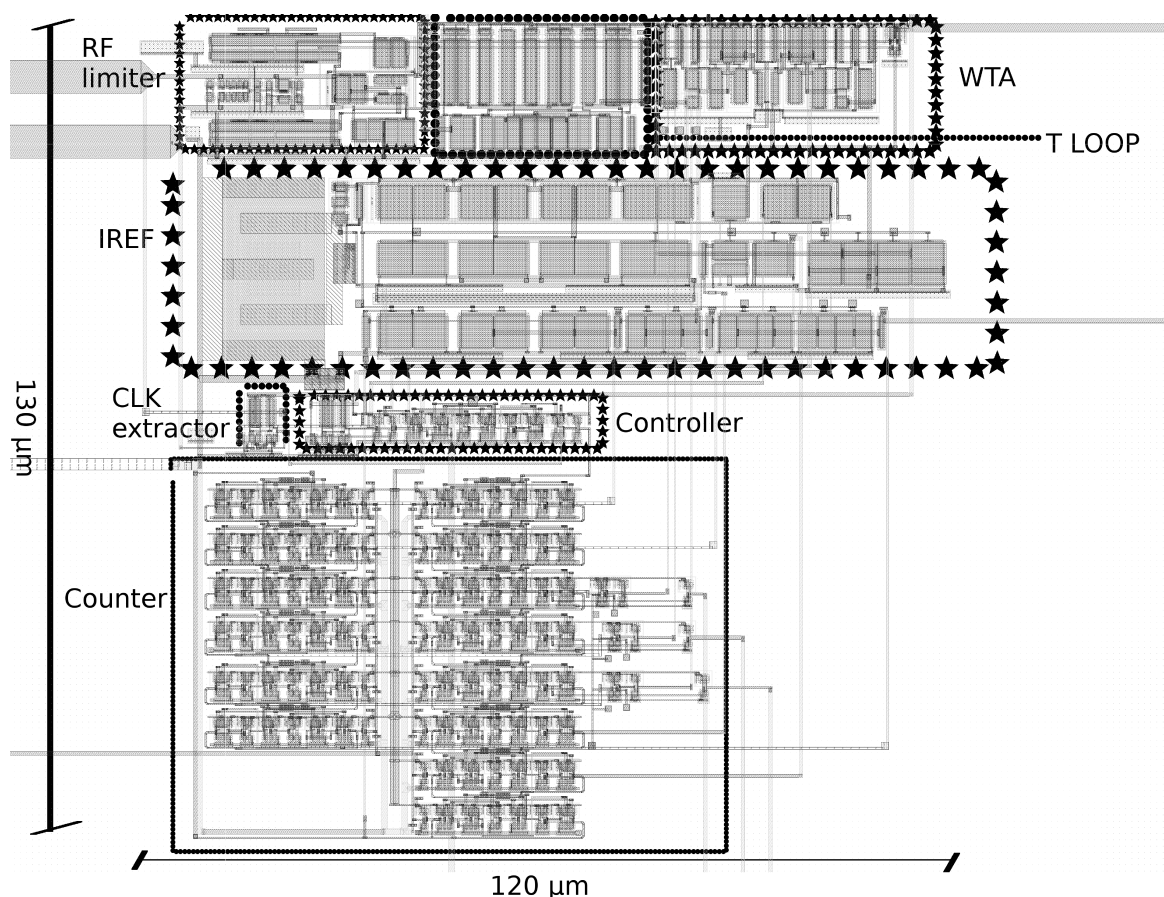 RF
limiter
WTA
T LOOP
IREF
CLK
extractor
Controller
130 µm
Counter
120 µm